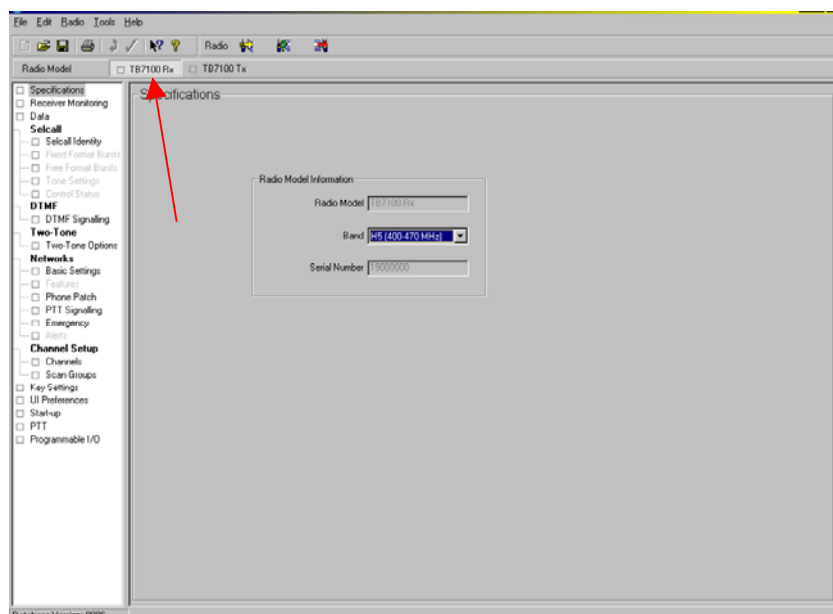 File Edit Radio Tools Help
Radio
Radio Model TB7100 Rx TB7100 Tx
Specifications
Receiver Monitoring
Data
Selcall
Selcall Identity
Fixed Format Bursts
Free Format Bursts
Tone Settings
Control Status
DTMF
DTMF Signaling
Two-Tone
Two-Tone Options
Networks
Basic Settings
Features
Phone Patch
PTT Signalling
Emergency
Alerts
Channel Setup
Channels
Scan Groups
Key Settings
UI Preferences
Start-up
PTT
Programmable I/O
Specifications
Radio Model Information
Radio Model TB7100 Rx
Band H5 (400-470 MHz)
Serial Number 19000000
Database Version: